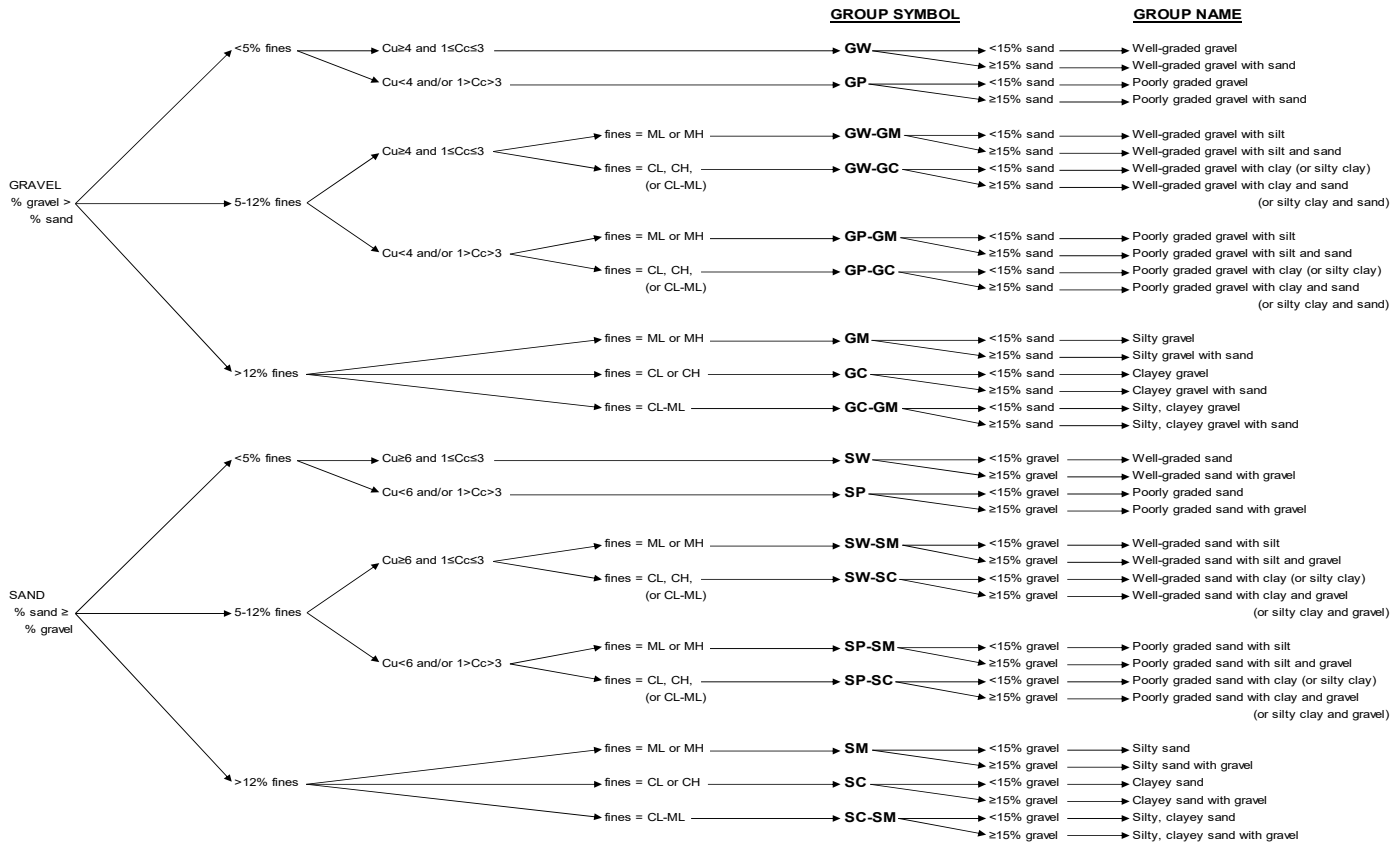 GROUP SYMBOL GROUP NAME
<5% fines Cu≥4 and 1≤Cc≤3 GW <15% sand Well-graded gravel
≥15% sand Well-graded gravel with sand
Cu<4 and/or 1>Cc>3 GP <15% sand Poorly graded gravel
≥15% sand Poorly graded gravel with sand
fines = ML or MH GW-GM <15% sand Well-graded gravel with silt
Cu≥4 and 1≤Cc≤3 ≥15% sand Well-graded gravel with silt and sand
fines = CL, CH, GW-GC <15% sand Well-graded gravel with clay (or silty clay)
GRAVEL (or CL-ML) ≥15% sand Well-graded gravel with clay and sand
% gravel > 5-12% fines (or silty clay and sand)
% sand
fines = ML or MH GP-GM <15% sand Poorly graded gravel with silt
Cu<4 and/or 1>Cc>3 ≥15% sand Poorly graded gravel with silt and sand
fines = CL, CH, GP-GC <15% sand Poorly graded gravel with clay (or silty clay)
(or CL-ML) ≥15% sand Poorly graded gravel with clay and sand
(or silty clay and sand)
fines = ML or MH GM <15% sand Silty gravel
≥15% sand Silty gravel with sand
>12% fines fines = CL or CH GC <15% sand Clayey gravel
≥15% sand Clayey gravel with sand
fines = CL-ML GC-GM <15% sand Silty, clayey gravel
≥15% sand Silty, clayey gravel with sand
<5% fines Cu≥6 and 1≤Cc≤3 SW <15% gravel Well-graded sand
≥15% gravel Well-graded sand with gravel
Cu<6 and/or 1>Cc>3 SP <15% gravel Poorly graded sand
≥15% gravel Poorly graded sand with gravel
fines = ML or MH SW-SM <15% gravel Well-graded sand with silt
Cu≥6 and 1≤Cc≤3 ≥15% gravel Well-graded sand with silt and gravel
fines = CL, CH, SW-SC <15% gravel Well-graded sand with clay (or silty clay)
SAND (or CL-ML) ≥15% gravel Well-graded sand with clay and gravel
% sand ≥ 5-12% fines (or silty clay and gravel)
% gravel
fines = ML or MH SP-SM <15% gravel Poorly graded sand with silt
Cu<6 and/or 1>Cc>3 ≥15% gravel Poorly graded sand with silt and gravel
fines = CL, CH, SP-SC <15% gravel Poorly graded sand with clay (or silty clay)
(or CL-ML) ≥15% gravel Poorly graded sand with clay and gravel
(or silty clay and gravel)
fines = ML or MH SM <15% gravel Silty sand
≥15% gravel Silty sand with gravel
>12% fines fines = CL or CH SC <15% gravel Clayey sand
≥15% gravel Clayey sand with gravel
fines = CL-ML SC-SM <15% gravel Silty, clayey sand
≥15% gravel Silty, clayey sand with gravel